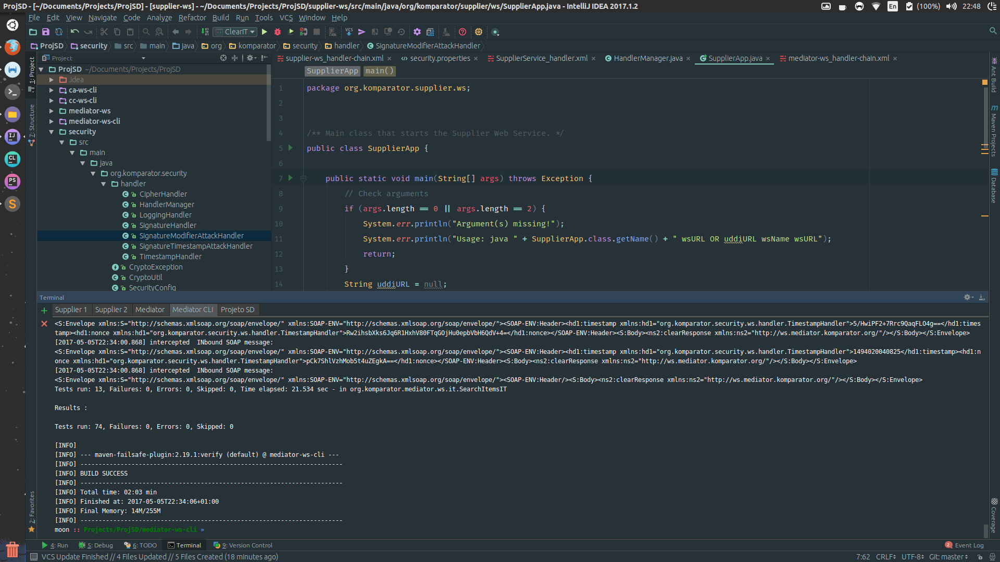 ProjSD - [~/Documents/Projects/ProjSD] - [supplier-ws] - ~/Documents/Projects/ProjSD/supplier-ws/src/main/java/org/komparator/supplier/ws/SupplierApp.java - IntelliJ IDEA 2017.1.2
En (100%) 22:48
File Edit View Navigate Code Analyze Refactor Build Run Tools VCS Window Help
ClearIT
ProjSD security src main java org komparator security handler SignatureModifierAttackHandler
Project
supplier-ws_handler-chain.xml security.properties SupplierService_handler.xml HandlerManager.java SupplierApp.java mediator-ws_handler-chain.xml
SupplierApp main()
1: Project
7: Structure
2: Favorites
Ant Build
Maven Projects
Database
Coverage
ProjSD ~/Documents/Projects/ProjSD
.idea
ca-ws-cli
cc-ws-cli
mediator-ws
mediator-ws-cli
security
src
main
java
org.komparator.security
handler
CipherHandler
HandlerManager
LoggingHandler
SignatureHandler
SignatureModifierAttackHandler
SignatureTimestampAttackHandler
TimestampHandler
CryptoException
CryptoUtil
SecurityConfig
1 package org.komparator.supplier.ws;
2
3
4 /** Main class that starts the Supplier Web Service. */
5 public class SupplierApp {
6
7 public static void main(String[] args) throws Exception {
8 // Check arguments
9 if (args.length == 0 || args.length == 2) {
10 System.err.println("Argument(s) missing!");
11 System.err.println("Usage: java " + SupplierApp.class.getName() + " wsURL OR uddiURL wsName wsURL");
12 return;
13 }
14 String uddiURL = null;
Terminal
Supplier 1 Supplier 2 Mediator Mediator CLI Projeto SD
<S:Envelope xmlns:S="http://schemas.xmlsoap.org/soap/envelope/" xmlns:SOAP-ENV="http://schemas.xmlsoap.org/soap/envelope/"><SOAP-ENV:Header><hd1:timestamp xmlns:hd1="org.komparator.security.ws.handler.TimestampHandler">5/HwiPF2+7Rrc9QaqFLO4g==</hd1:times
tamp><hd1:nonce xmlns:hd1="org.komparator.security.ws.handler.TimestampHandler">Rw2ihsbXks6Jq6R1HxhV80FTqGOjHu0epbVbH6QdV+4=</hd1:nonce></SOAP-ENV:Header><S:Body><ns2:clearResponse xmlns:ns2="http://ws.mediator.komparator.org/"/></S:Body></S:Envelope>
[2017-05-05T22:34:00.868] intercepted  INbound SOAP message:
<S:Envelope xmlns:S="http://schemas.xmlsoap.org/soap/envelope/" xmlns:SOAP-ENV="http://schemas.xmlsoap.org/soap/envelope/"><SOAP-ENV:Header><hd1:timestamp xmlns:hd1="org.komparator.security.ws.handler.TimestampHandler">1494020040825</hd1:timestamp><hd1:n
once xmlns:hd1="org.komparator.security.ws.handler.TimestampHandler">pCk7ShlVzhMob5t4uZEgkA==</hd1:nonce></SOAP-ENV:Header><S:Body><ns2:clearResponse xmlns:ns2="http://ws.mediator.komparator.org/"/></S:Body></S:Envelope>
[2017-05-05T22:34:00.868] intercepted  INbound SOAP message:
<S:Envelope xmlns:S="http://schemas.xmlsoap.org/soap/envelope/" xmlns:SOAP-ENV="http://schemas.xmlsoap.org/soap/envelope/"><SOAP-ENV:Header/><S:Body><ns2:clearResponse xmlns:ns2="http://ws.mediator.komparator.org/"/></S:Body></S:Envelope>
Tests run: 13, Failures: 0, Errors: 0, Skipped: 0, Time elapsed: 21.534 sec - in org.komparator.mediator.ws.it.SearchItemsIT
Results :
Tests run: 74, Failures: 0, Errors: 0, Skipped: 0
[INFO]
[INFO] --- maven-failsafe-plugin:2.19.1:verify (default) @ mediator-ws-cli ---
[INFO] ------------------------------------------------------------------------
[INFO] BUILD SUCCESS
[INFO] ------------------------------------------------------------------------
[INFO] Total time: 02:03 min
[INFO] Finished at: 2017-05-05T22:34:06+01:00
[INFO] Final Memory: 14M/255M
[INFO] ------------------------------------------------------------------------
moon :: Projects/ProjSD/mediator-ws-cli »
4: Run 5: Debug 6: TODO Terminal 9: Version Control 2 Event Log
VCS Update Finished // 4 Files Updated // 5 Files Created (18 minutes ago) 7:62 CRLF UTF-8 Git: master